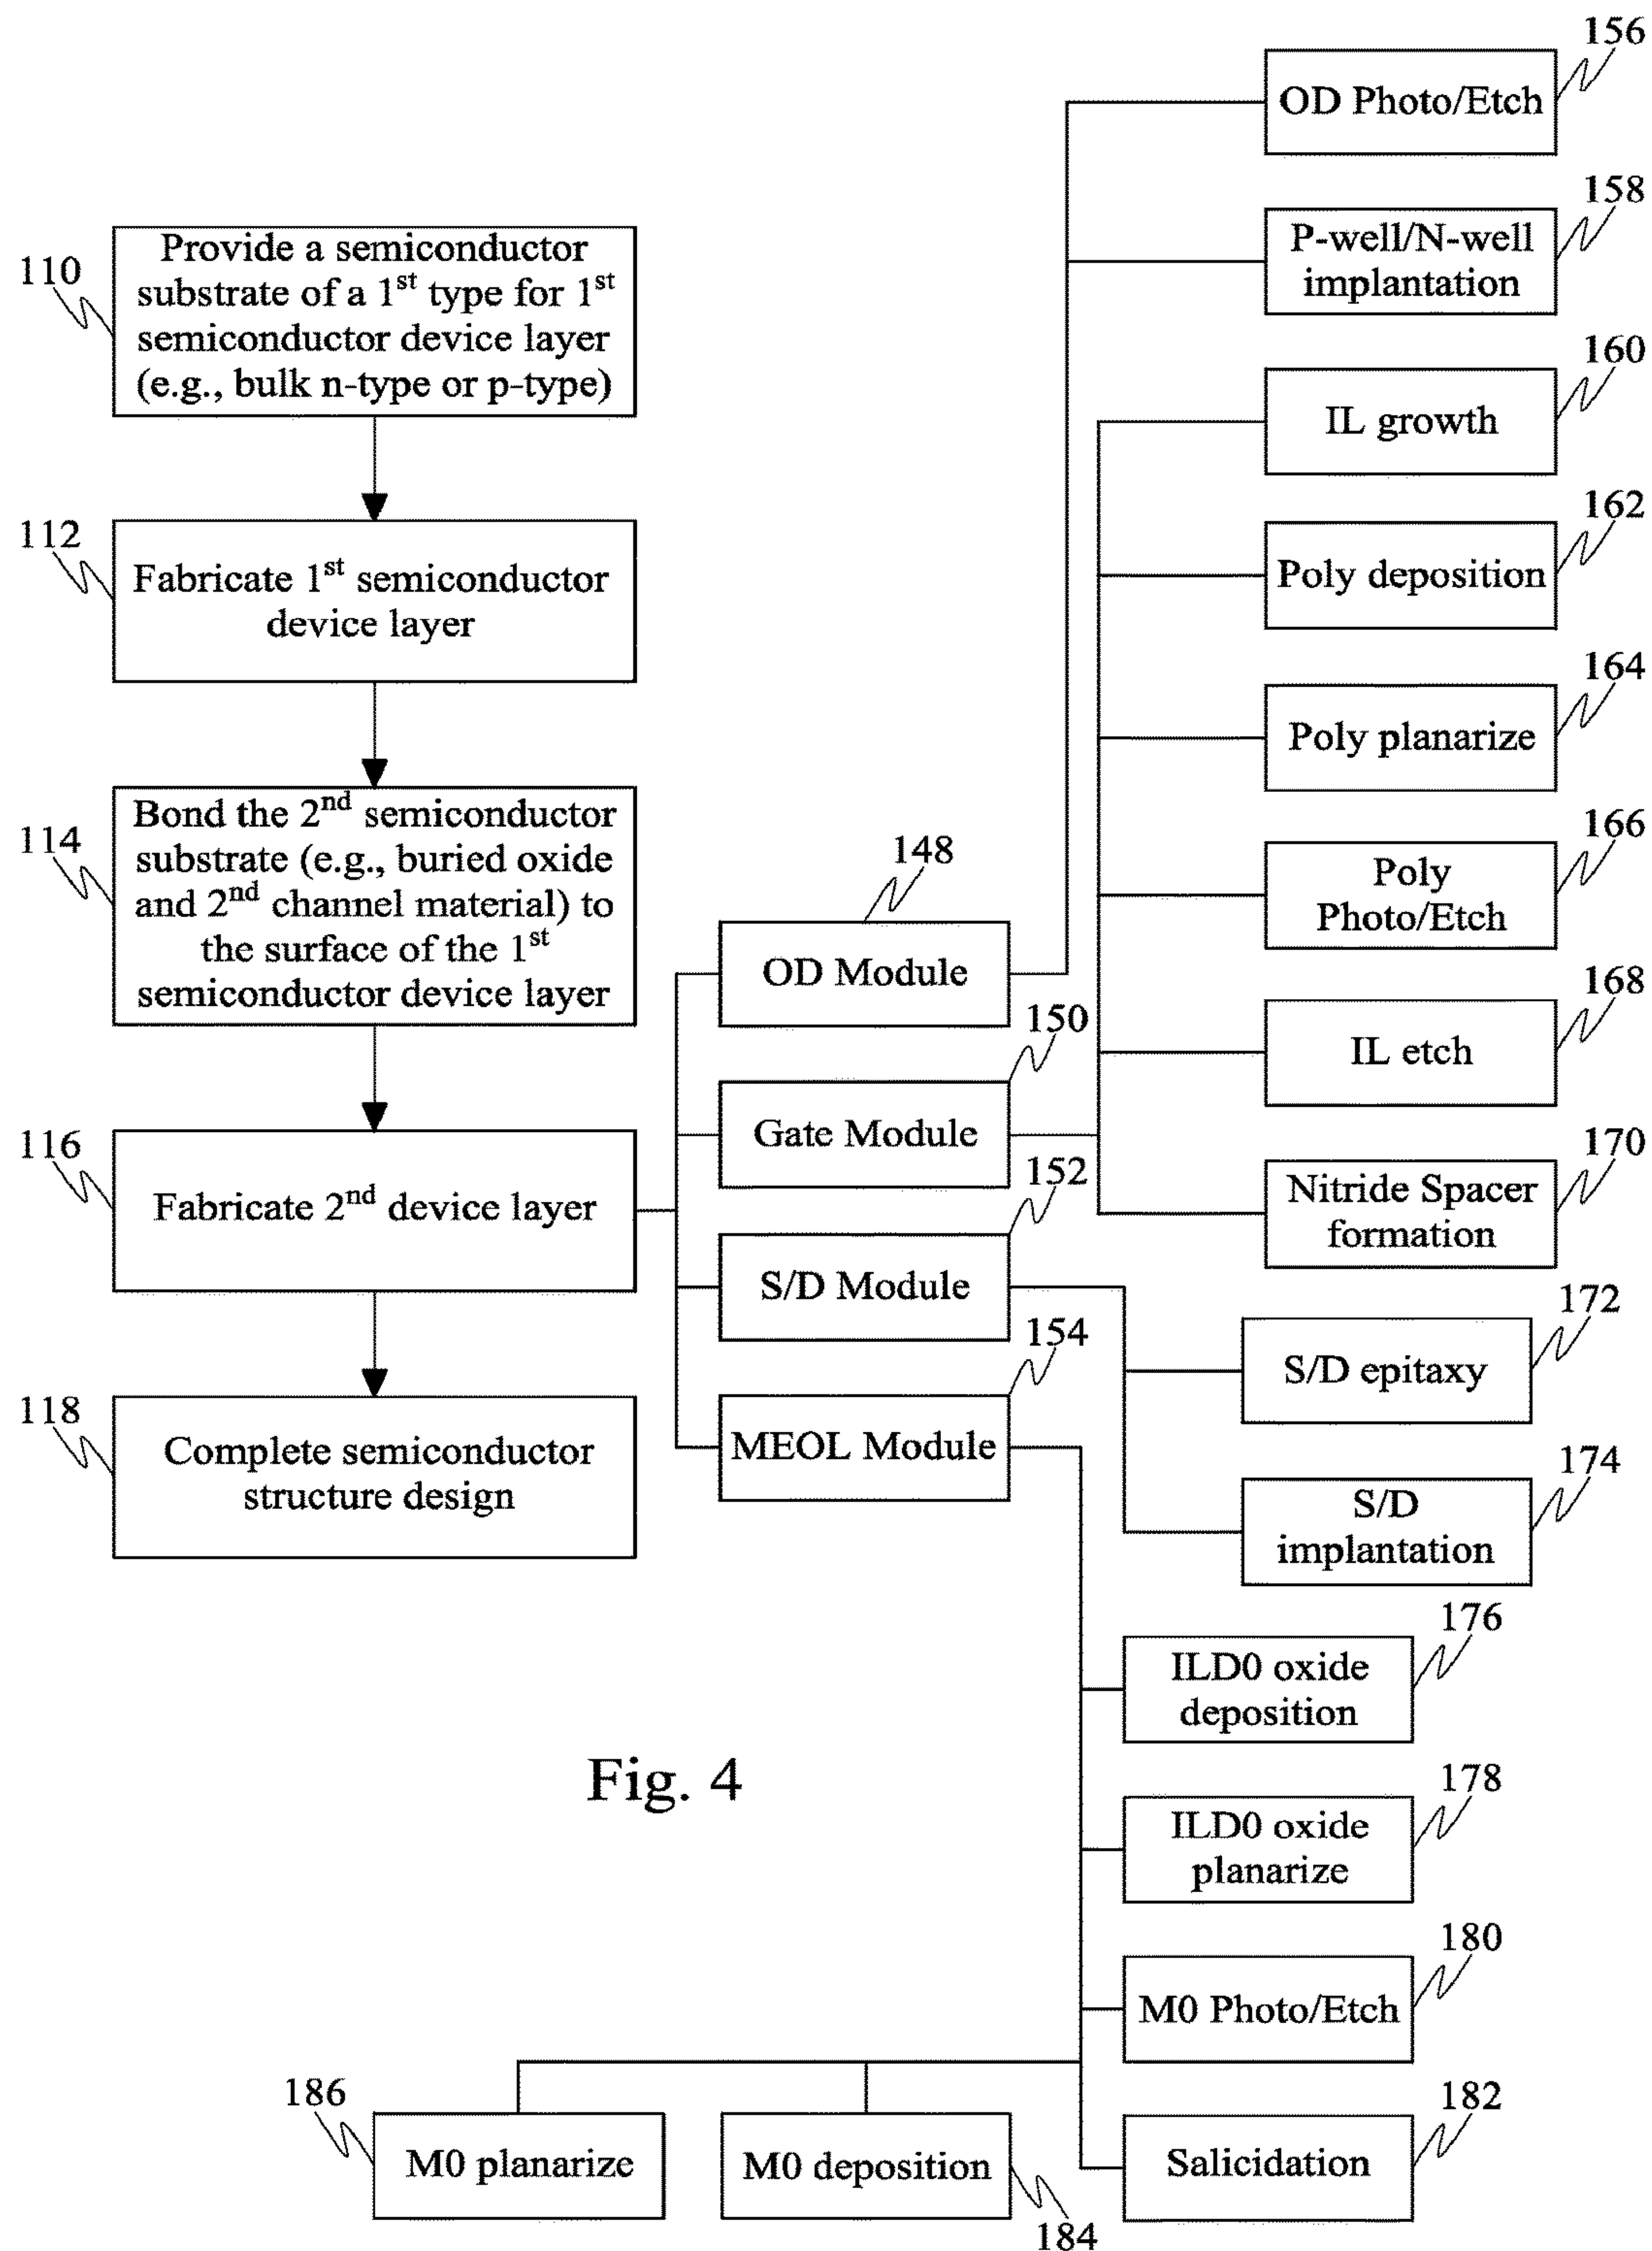 156
OD Photo/Etch
158
P-well/N-well
implantation
110
Provide a semiconductor
substrate of a 1st type for 1st
semiconductor device layer
(e.g., bulk n-type or p-type)
160
IL growth
162
Poly deposition
112
Fabricate 1st semiconductor
device layer
164
Poly planarize
114
Bond the 2nd semiconductor
substrate (e.g., buried oxide
and 2nd channel material) to
the surface of the 1st
semiconductor device layer
166
Poly
Photo/Etch
148
OD Module
168
IL etch
150
Gate Module
170
Nitride Spacer
formation
116
Fabricate 2nd device layer
152
S/D Module
172
S/D epitaxy
154
MEOL Module
118
Complete semiconductor
structure design
174
S/D
implantation
176
ILD0 oxide
deposition
Fig. 4
178
ILD0 oxide
planarize
180
M0 Photo/Etch
186
M0 planarize
M0 deposition
184
182
Salicidation